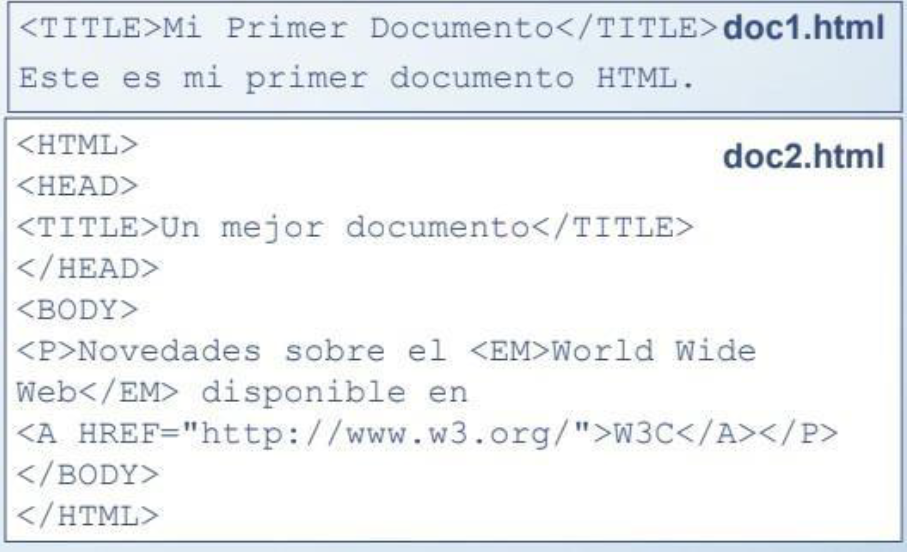 <TITLE>Mi Primer Documento</TITLE> doc1.html
Este es mi primer documento HTML.
<HTML>
doc2.html
<HEAD>
<TITLE>Un mejor documento</TITLE>
</HEAD>
<BODY>
<P>Novedades sobre el <EM>World Wide
Web</EM> disponible en
<A HREF="http://www.w3.org/">W3C</A></P>
</BODY>
</HTML>